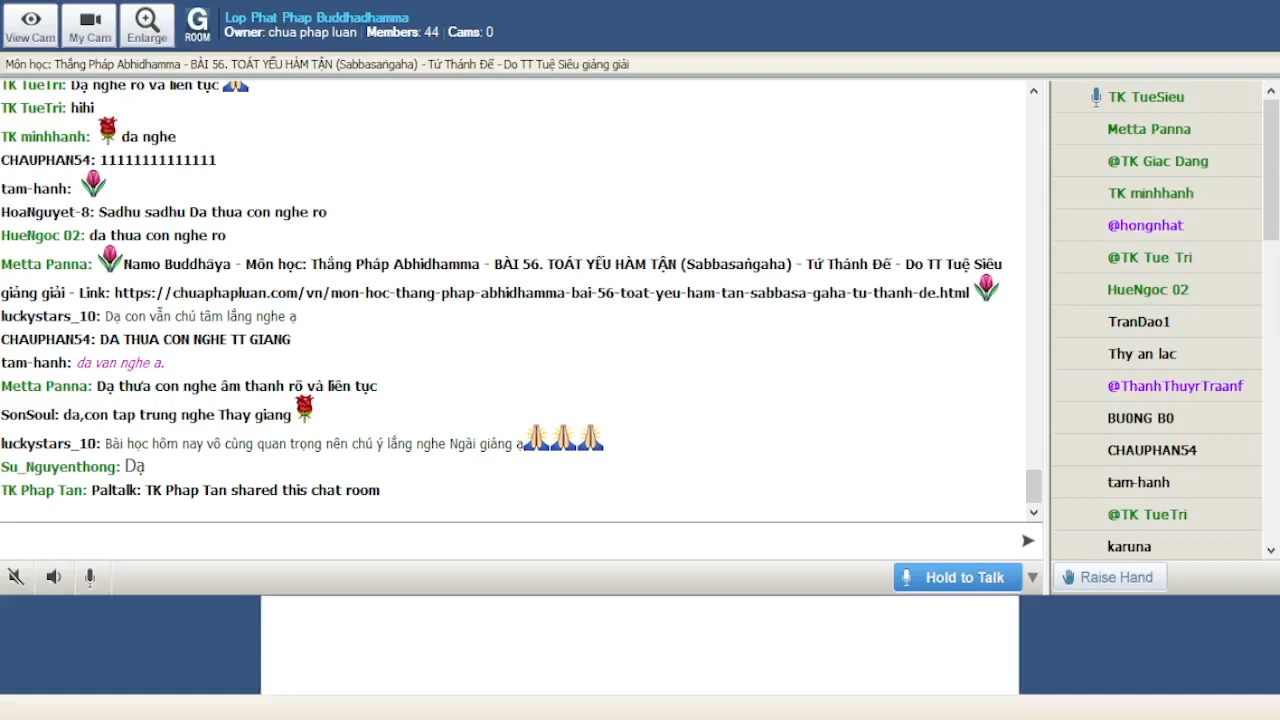 View Cam
My Cam
Enlarge
G
ROOM
Lop Phat Phap Buddhadhamma
Owner: chua phap luan | Members: 44 | Cams: 0
Môn học: Thắng Pháp Abhidhamma - BÀI 56. TOÁT YẾU HÀM TẬN (Sabbasaṅgaha) - Tứ Thánh Đế - Do TT Tuệ Siêu giảng giải
TK TueTri: Dạ nghe rõ và liên tục
TK TueTri: hihi
TK minhhanh: da nghe
CHAUPHAN54: 11111111111111
tam-hanh:
HoaNguyet-8: Sadhu sadhu Da thua con nghe ro
HueNgoc 02: da thua con nghe ro
Metta Panna: Namo Buddhāya - Môn học: Thắng Pháp Abhidhamma - BÀI 56. TOÁT YẾU HÀM TẬN (Sabbasaṅgaha) - Tứ Thánh Đế - Do TT Tuệ Siêu
giảng giải - Link: https://chuaphapluan.com/vn/mon-hoc-thang-phap-abhidhamma-bai-56-toat-yeu-ham-tan-sabbasa-gaha-tu-thanh-de.html
luckystars_10: Dạ con vẫn chú tâm lắng nghe ạ
CHAUPHAN54: DA THUA CON NGHE TT GIANG
tam-hanh: da van nghe a.
Metta Panna: Dạ thưa con nghe âm thanh rõ và liên tục
SonSoul: da,con tap trung nghe Thay giang
luckystars_10: Bài học hôm nay vô cùng quan trọng nên chú ý lắng nghe Ngài giảng ạ
Su_Nguyenthong: Dạ
TK Phap Tan: Paltalk: TK Phap Tan shared this chat room
TK TueSieu
Metta Panna
@TK Giac Dang
TK minhhanh
@hongnhat
@TK Tue Tri
HueNgoc 02
TranDao1
Thy an lac
@ThanhThuyrTraanf
BU0NG B0
CHAUPHAN54
tam-hanh
@TK TueTri
karuna
Hold to Talk
Raise Hand